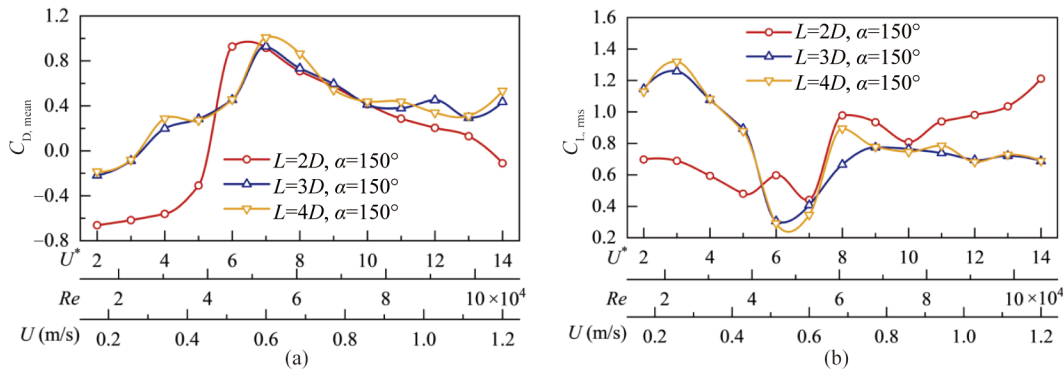 (a)
1.2
0.8
0.4
0.0
−0.4
−0.8
C_D, mean
L=2D, α=150°
L=3D, α=150°
L=4D, α=150°
U* 2 4 6 8 10 12 14
Re 2 4 6 8 10×10⁴
U (m/s) 0.2 0.4 0.6 0.8 1.0 1.2
(a)
(b)
1.6
1.4
1.2
1.0
0.8
0.6
0.4
0.2
C_L, rms
L=2D, α=150°
L=3D, α=150°
L=4D, α=150°
U* 2 4 6 8 10 12 14
Re 2 4 6 8 10×10⁴
U (m/s) 0.2 0.4 0.6 0.8 1.0 1.2
(b)